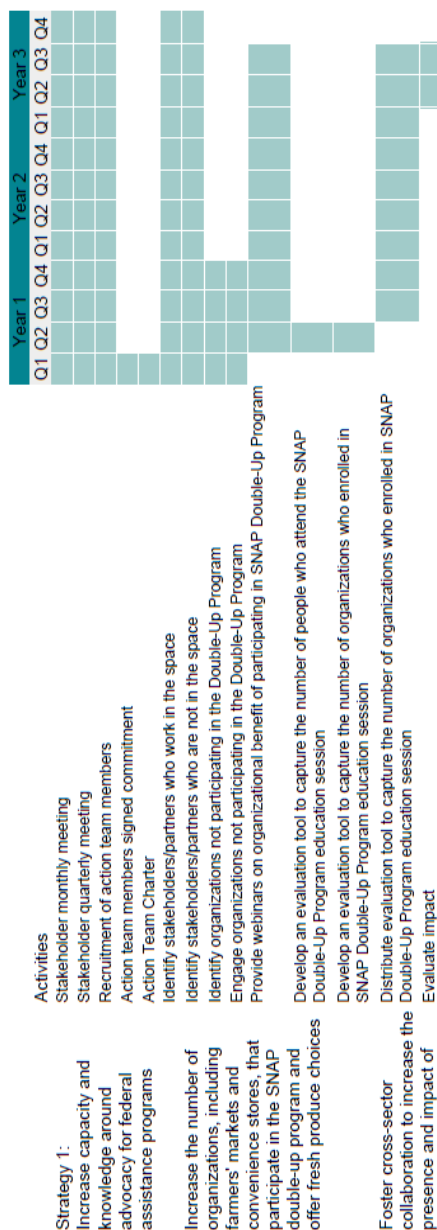 Year 1 Year 2 Year 3
Activities Q1 Q2 Q3 Q4 Q1 Q2 Q3 Q4 Q1 Q2 Q3 Q4
Strategy 1:
Increase capacity and
knowledge around
advocacy for federal
assistance programs
Stakeholder monthly meeting
Stakeholder quarterly meeting
Recruitment of action team members
Action team members signed commitment
Action Team Charter
Increase the number of
organizations, including
farmers' markets and
convenience stores, that
participate in the SNAP
double-up program and
offer fresh produce choices
Identify stakeholders/partners who work in the space
Identify stakeholders/partners who are not in the space
Identify organizations not participating in the Double-Up Program
Engage organizations not participating in the Double-Up Program
Provide webinars on organizational benefit of participating in SNAP Double-Up Program
Develop an evaluation tool to capture the number of people who attend the SNAP
Double-Up Program education session
Develop an evaluation tool to capture the number of organizations who enrolled in
SNAP Double-Up Program education session
Foster cross-sector
collaboration to increase the
presence and impact of
Distribute evaluation tool to capture the number of organizations who enrolled in SNAP
Double-Up Program education session
Evaluate impact